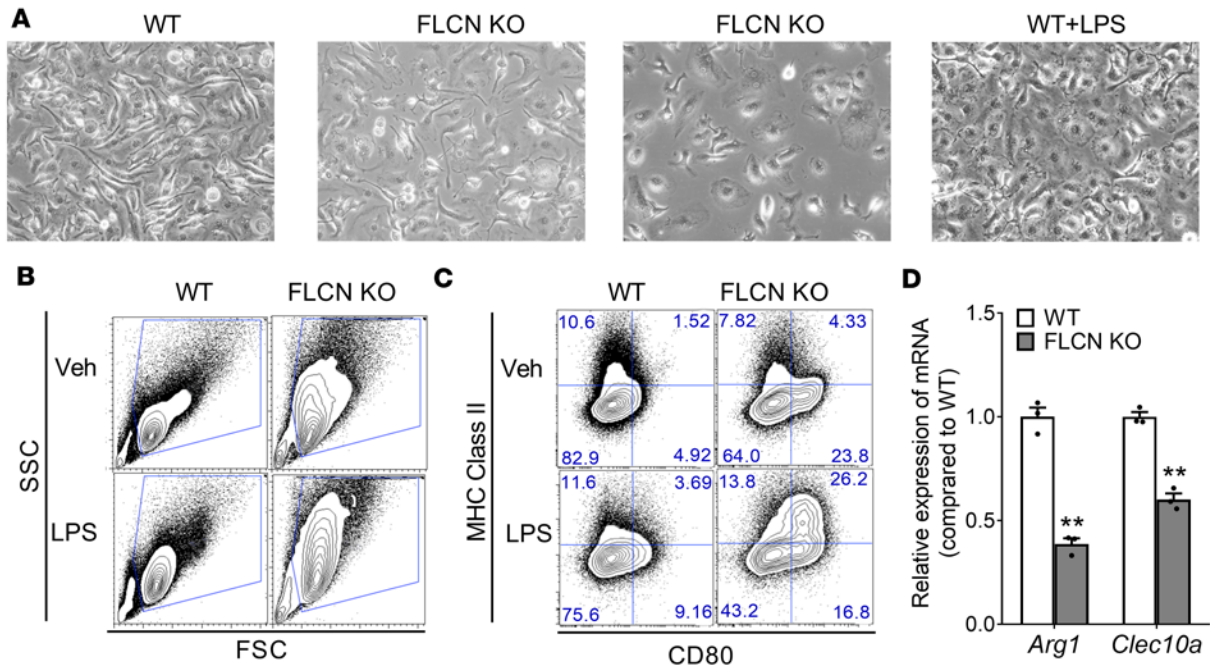 A
WT
FLCN KO
FLCN KO
WT+LPS
B
WT
FLCN KO
Veh
LPS
SSC
FSC
C
WT
FLCN KO
Veh
LPS
MHC Class II
CD80
10.6
1.52
7.82
4.33
82.9
4.92
64.0
23.8
11.6
3.69
13.8
26.2
75.6
9.16
43.2
16.8
D
WT
FLCN KO
Relative expression of mRNA
(comprared to WT)
1.5
1.0
0.5
0.0
**
**
Arg1
Clec10a